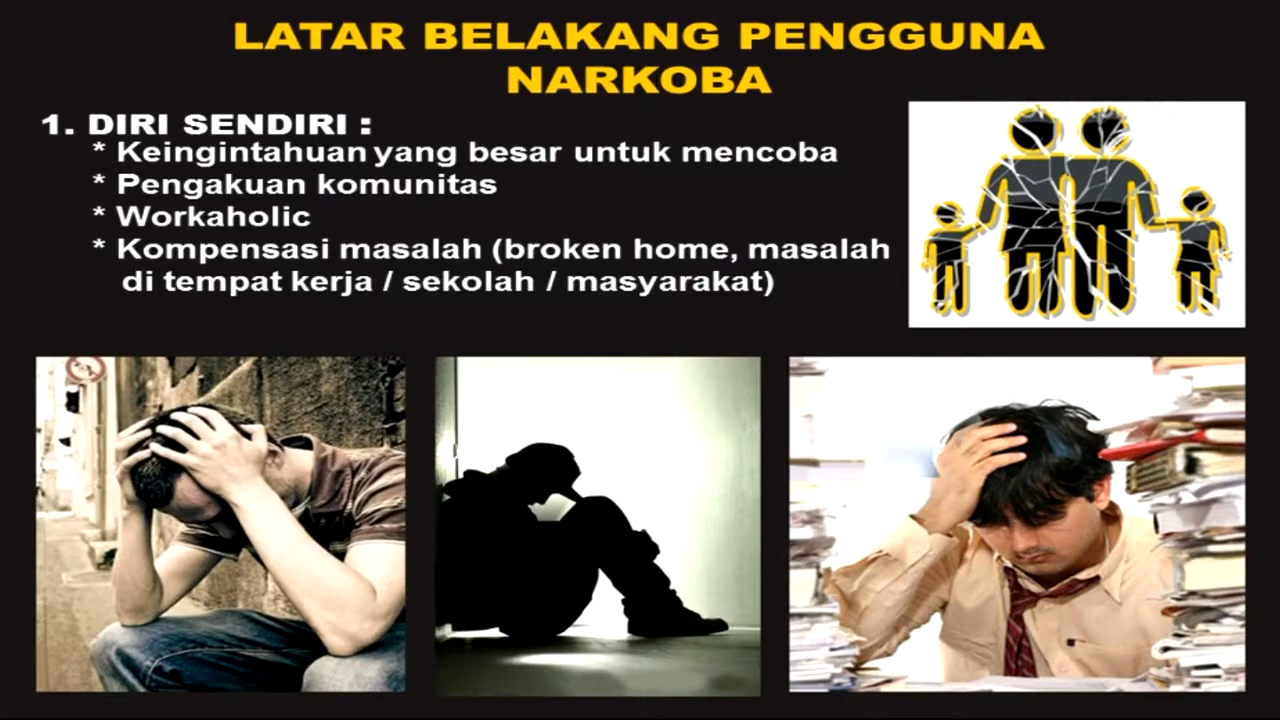 LATAR BELAKANG PENGGUNA
NARKOBA
1. DIRI SENDIRI :
* Keingintahuan yang besar untuk mencoba
* Pengakuan komunitas
* Workaholic
* Kompensasi masalah (broken home, masalah
di tempat kerja / sekolah / masyarakat)